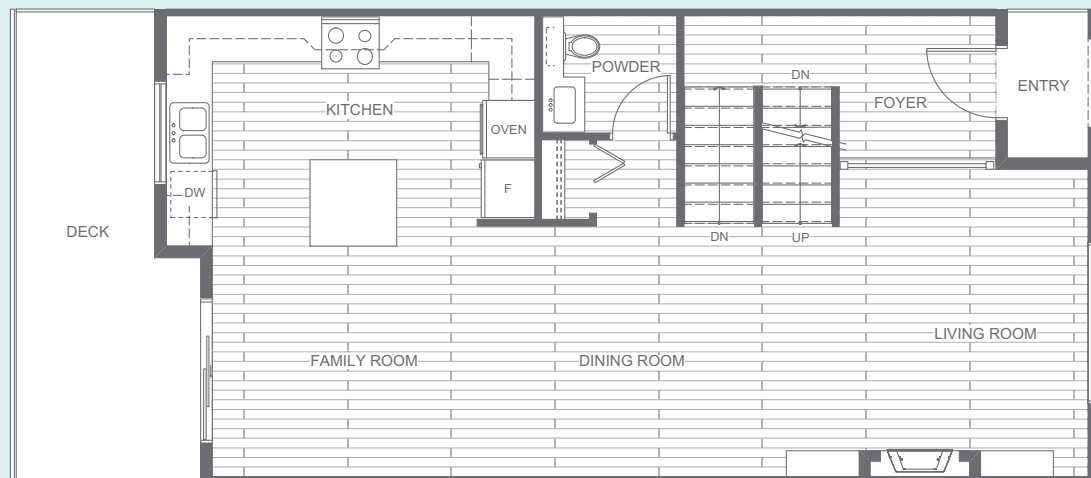 POWDER
DN
KITCHEN
FOYER
ENTRY
OVEN
DW
F
DECK
DN
UP
LIVING ROOM
FAMILY ROOM
DINING ROOM